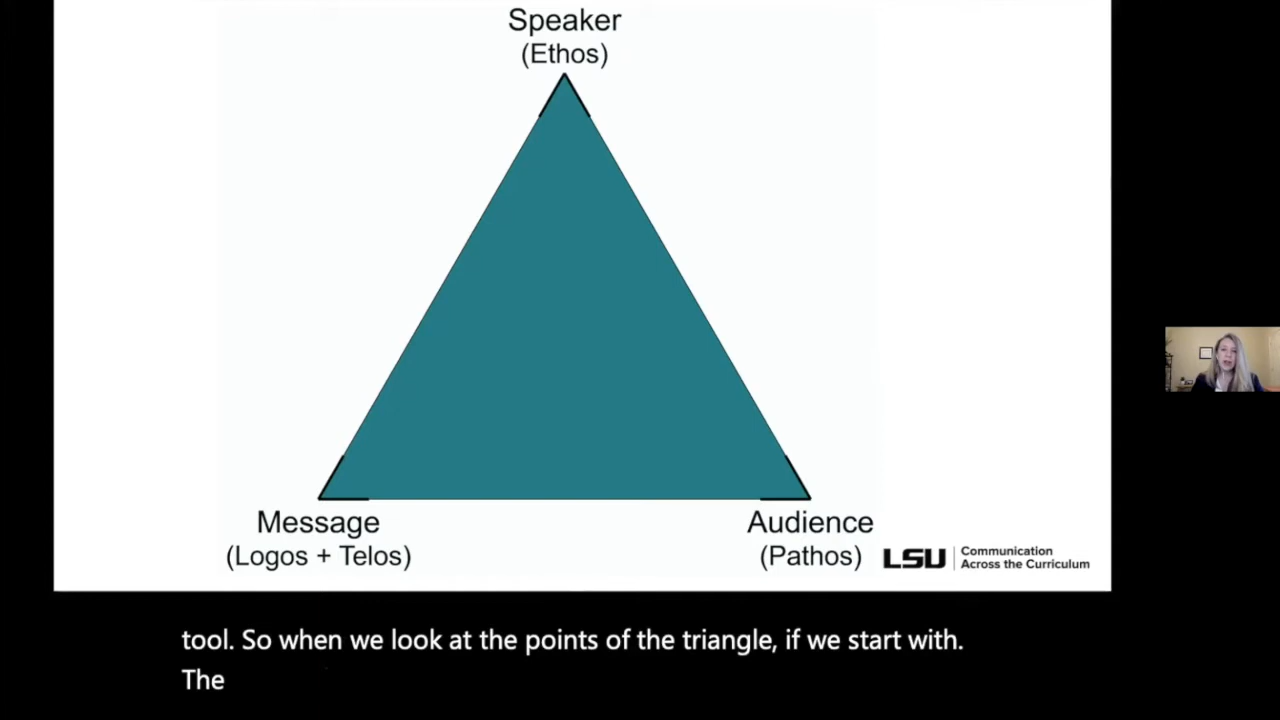 Speaker
(Ethos)
Message
(Logos + Telos)
Audience
(Pathos)
LSU
Communication
Across the Curriculum
tool. So when we look at the points of the triangle, if we start with.
The